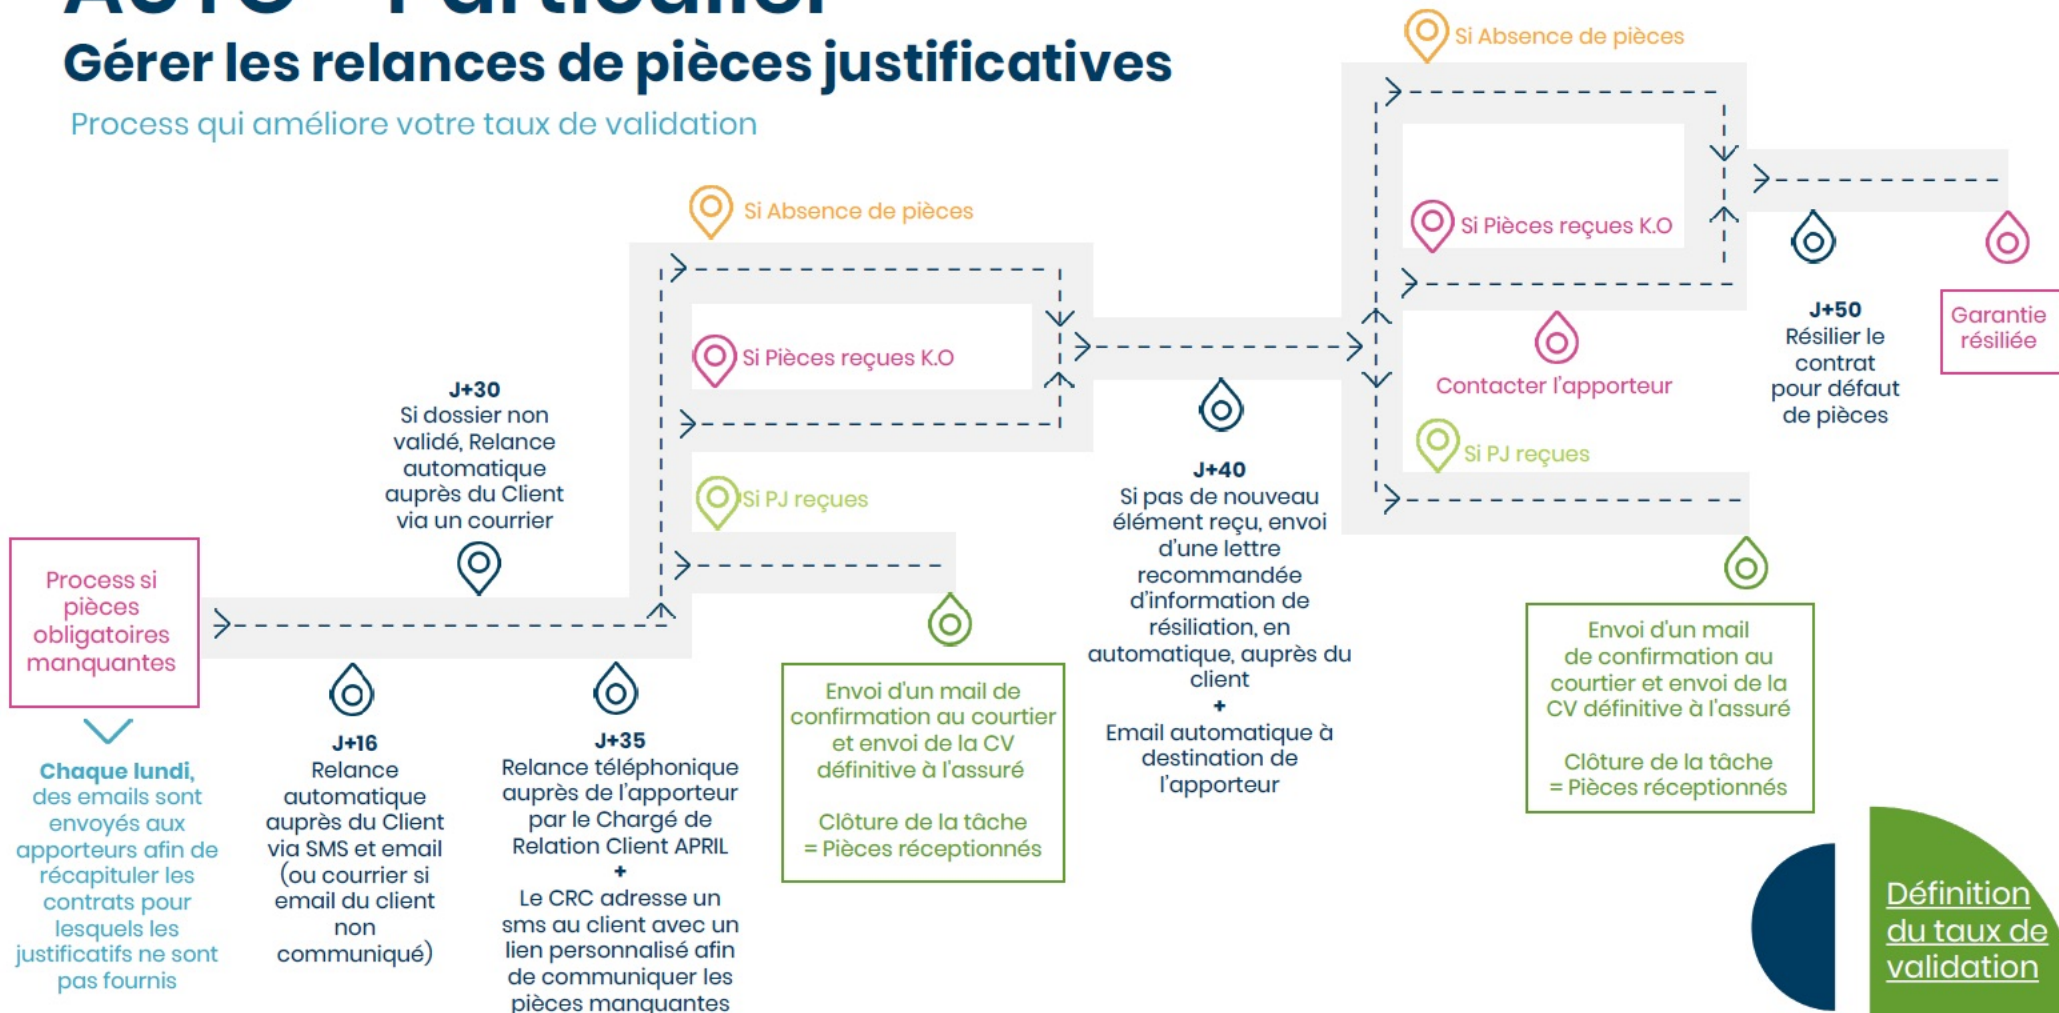 AUTO - Particulier
Gérer les relances de pièces justificatives
Process qui améliore votre taux de validation
Process si
pièces
obligatoires
manquantes
Chaque lundi,
des emails sont
envoyés aux
apporteurs afin de
récapituler les
contrats pour
lesquels les
justificatifs ne sont
pas fournis
J+16
Relance
automatique
auprès du Client
via SMS et email
(ou courrier si
email du client
non
communiqué)
J+30
Si dossier non
validé, Relance
automatique
auprès du Client
via un courrier
J+35
Relance téléphonique
auprès de l'apporteur
par le Chargé de
Relation Client APRIL
+
Le CRC adresse un
sms au client avec un
lien personnalisé afin
de communiquer les
pièces manquantes
Si Absence de pièces
Si Pièces reçues K.O
Si PJ reçues
Envoi d'un mail de
confirmation au courtier
et envoi de la CV
définitive à l'assuré
Clôture de la tâche
= Pièces réceptionnés
J+40
Si pas de nouveau
élément reçu, envoi
d'une lettre
recommandée
d'information de
résiliation, en
automatique, auprès du
client
+
Email automatique à
destination de
l'apporteur
Si Absence de pièces
Si Pièces reçues K.O
Contacter l'apporteur
Si PJ reçues
Envoi d'un mail
de confirmation au
courtier et envoi de la
CV définitive à l'assuré
Clôture de la tâche
= Pièces réceptionnés
J+50
Résilier le
contrat
pour défaut
de pièces
Garantie
résiliée
Définition
du taux de
validation